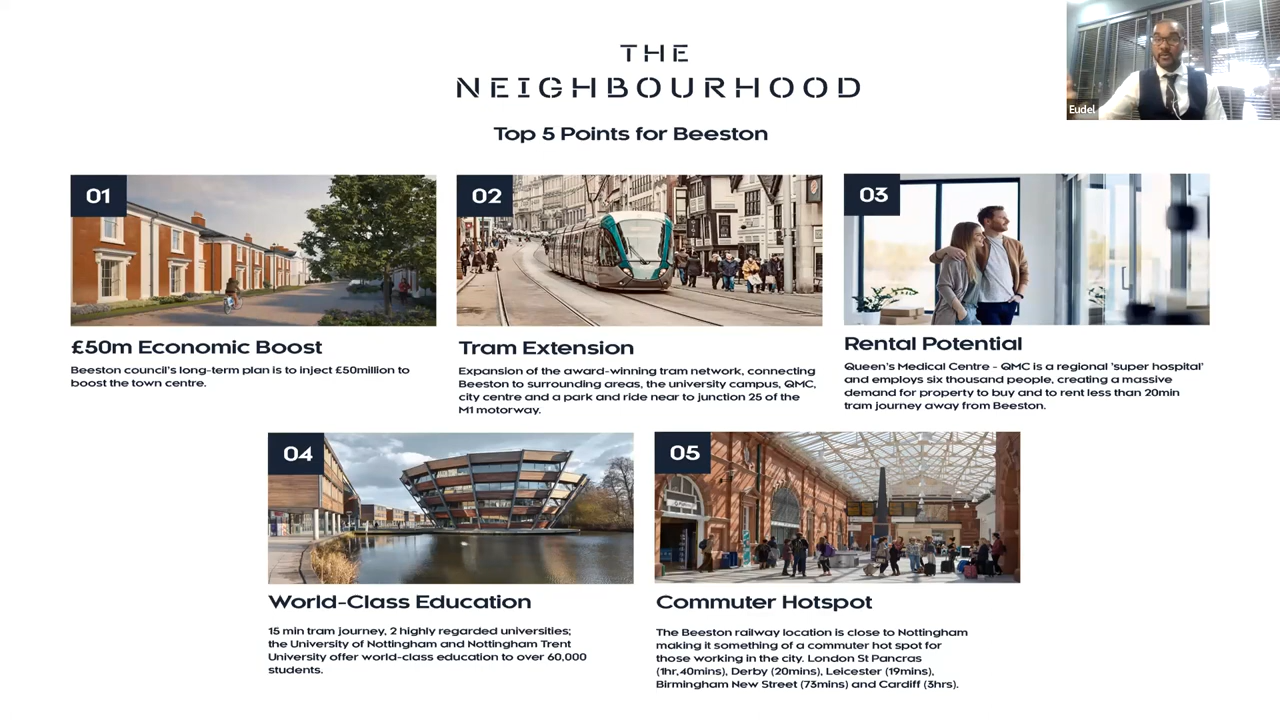 THE
NEIGHBOURHOOD
Top 5 Points for Beeston
Eudel
01
£50m Economic Boost
Beeston council's long-term plan is to inject £50million to
boost the town centre.
02
Tram Extension
Expansion of the award-winning tram network, connecting
Beeston to surrounding areas, the university campus, QMC,
city centre and a park and ride near to junction 25 of the
M1 motorway.
03
Rental Potential
Queen's Medical Centre - QMC is a regional 'super hospital'
and employs six thousand people, creating a massive
demand for property to buy and to rent less than 20min
tram journey away from Beeston.
04
World-Class Education
15 min tram journey, 2 highly regarded universities;
the University of Nottingham and Nottingham Trent
University offer world-class education to over 60,000
students.
05
Commuter Hotspot
The Beeston railway location is close to Nottingham
making it something of a commuter hot spot for
those working in the city. London St Pancras
(1hr,40mins), Derby (20mins), Leicester (19mins),
Birmingham New Street (73mins) and Cardiff (3hrs).